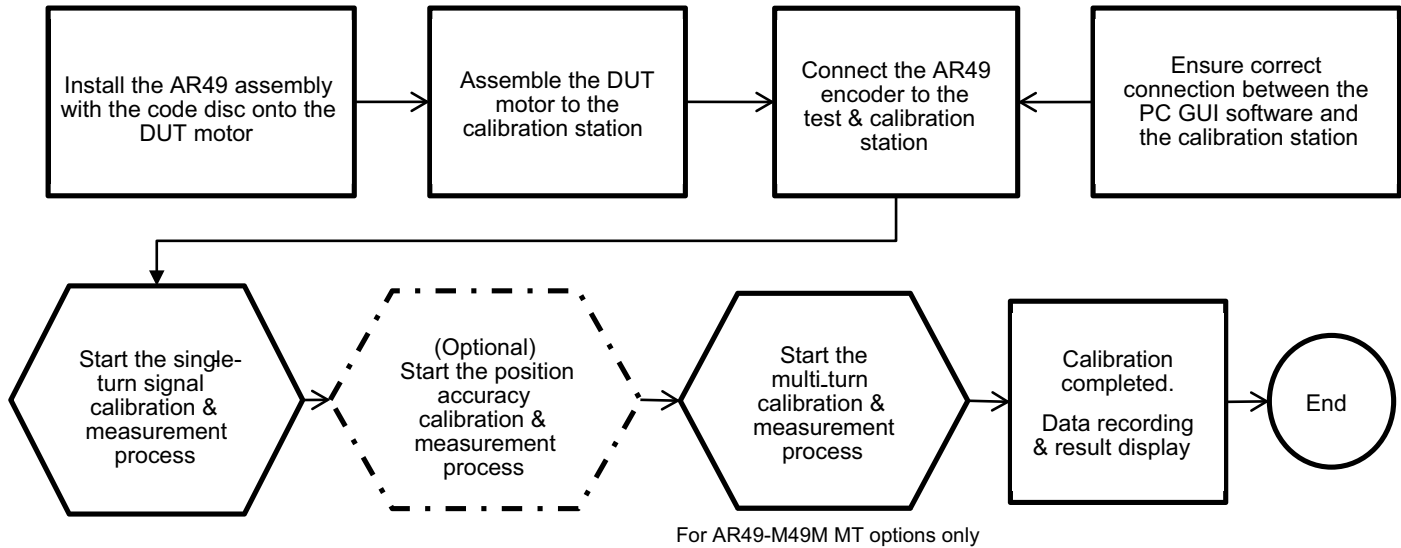 Install the AR49 assembly
with the code disc onto the
DUT motor
Assemble the DUT
motor to the
calibration station
Connect the AR49
encoder to the
test & calibration
station
Ensure correct
connection between the
PC GUI software and
the calibration station
Start the single-
turn signal
calibration &
measurement
process
(Optional)
Start the position
accuracy
calibration &
measurement
process
Start the
multi-turn
calibration &
measurement
process
For AR49-M49M MT options only
Calibration
completed.
Data recording
& result display
End